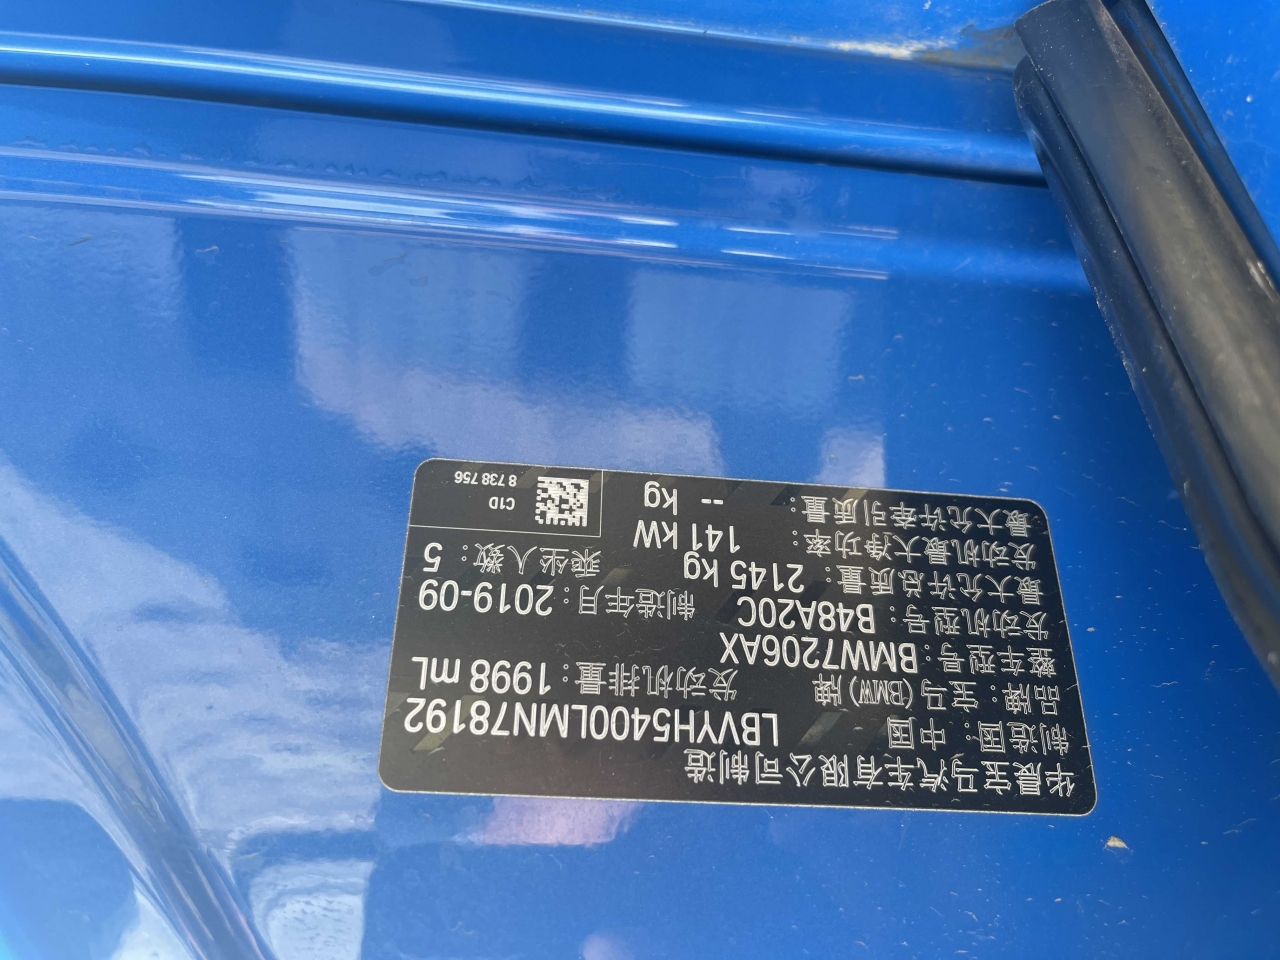 华晨宝马汽车有限公司制造
制造国：中国 LBVYH5400LMN78192
品牌：宝马(BMW)牌 发动机排量：1998 mL
整车型号：BMW7206AX
发动机型号：B48A20C 制造年月：2019-09
最大允许总质量：2145 kg 乘坐人数：5
发动机最大净功率：141 kW
最大允许牵引质量：-- kg
C1D
8 738 756